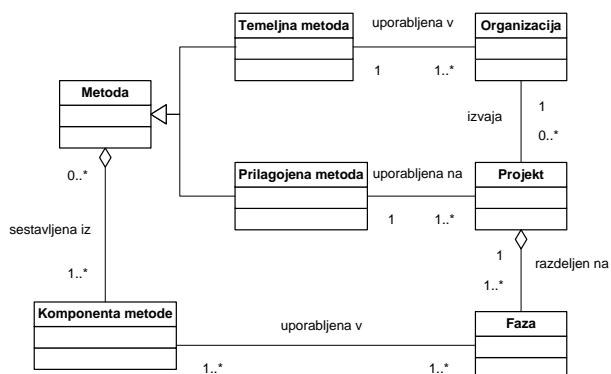 Temeljna metoda
uporabljena v
Organizacija
1
1..*
Metoda
izvaja
1
0..*
0..*
Prilagojena metoda
uporabljena na
Projekt
1
1..*
sestavljena iz
1
razdeljen na
1..*
1..*
Komponenta metode
uporabljena v
Faza
1..*
1..*